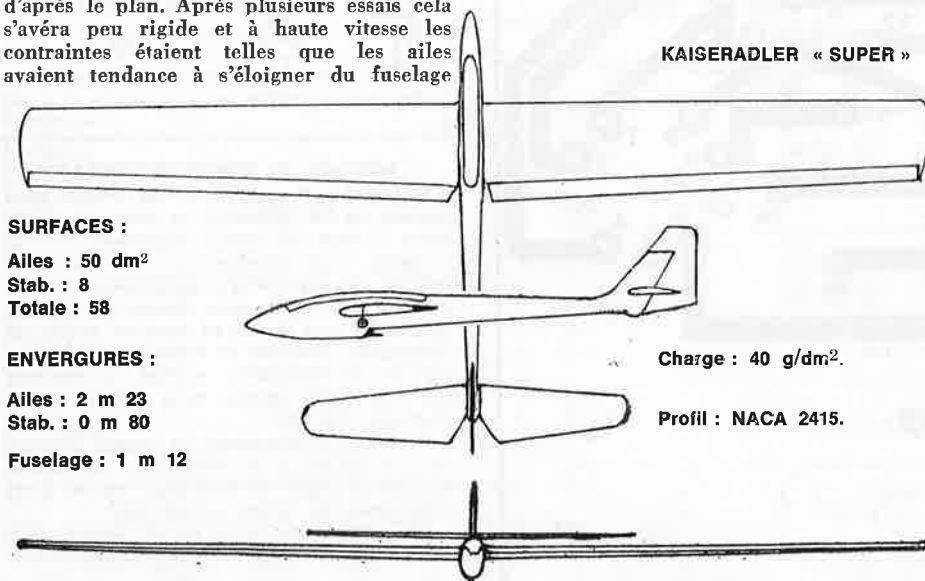 d'après le plan. Après plusieurs essais cela
s'avéra peu rigide et à haute vitesse les
contraintes étaient telles que les ailes
avaient tendance à s'éloigner du fuselage
KAISERADLER « SUPER »
SURFACES :
Ailes : 50 dm²
Stab. : 8
Totale : 58
ENVERGURES :
Ailes : 2 m 23
Stab. : 0 m 80
Fuselage : 1 m 12
Charge : 40 g/dm².
Profil : NACA 2415.